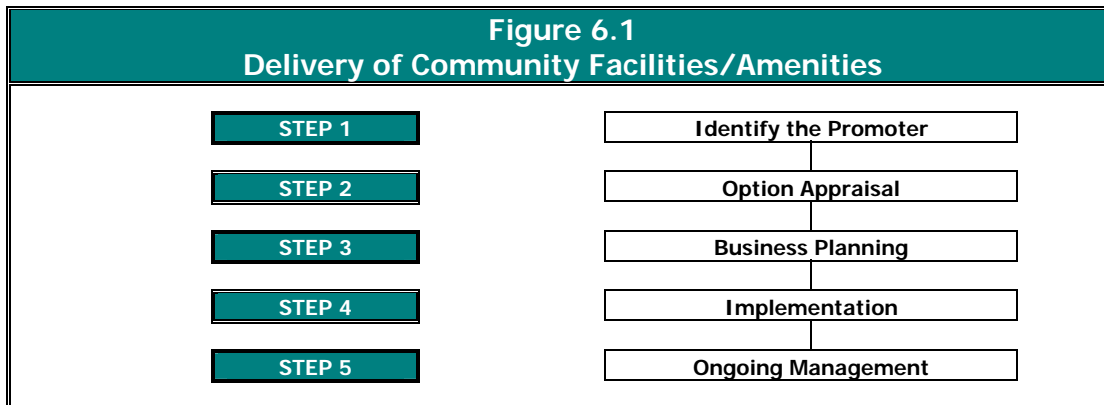 Figure 6.1
Delivery of Community Facilities/Amenities
STEP 1 Identify the Promoter
STEP 2 Option Appraisal
STEP 3 Business Planning
STEP 4 Implementation
STEP 5 Ongoing Management